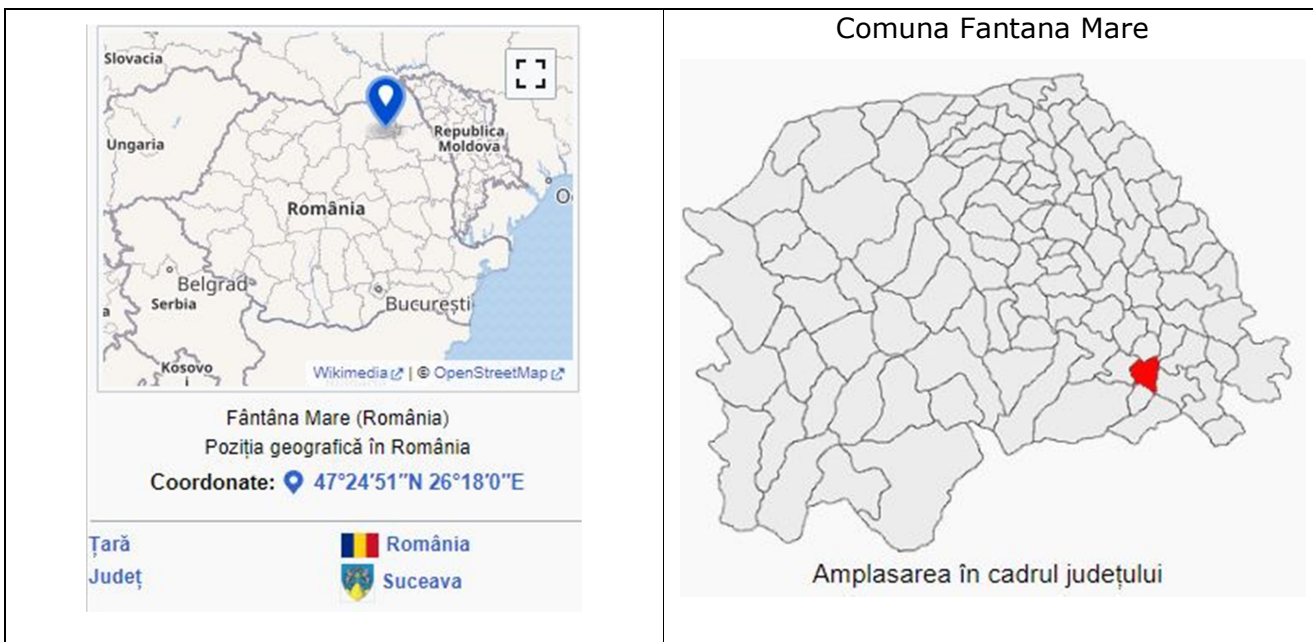 Slovacia
Ungaria
Republica
Moldova
O
România
Belgrad
Serbia
București
a
Kosovo
Wikimedia | © OpenStreetMap
Fântâna Mare (România)
Poziția geografică în România
Coordonate: 47°24′51″N 26°18′0″E
Țară România
Județ Suceava
Comuna Fantana Mare
Amplasarea în cadrul județului